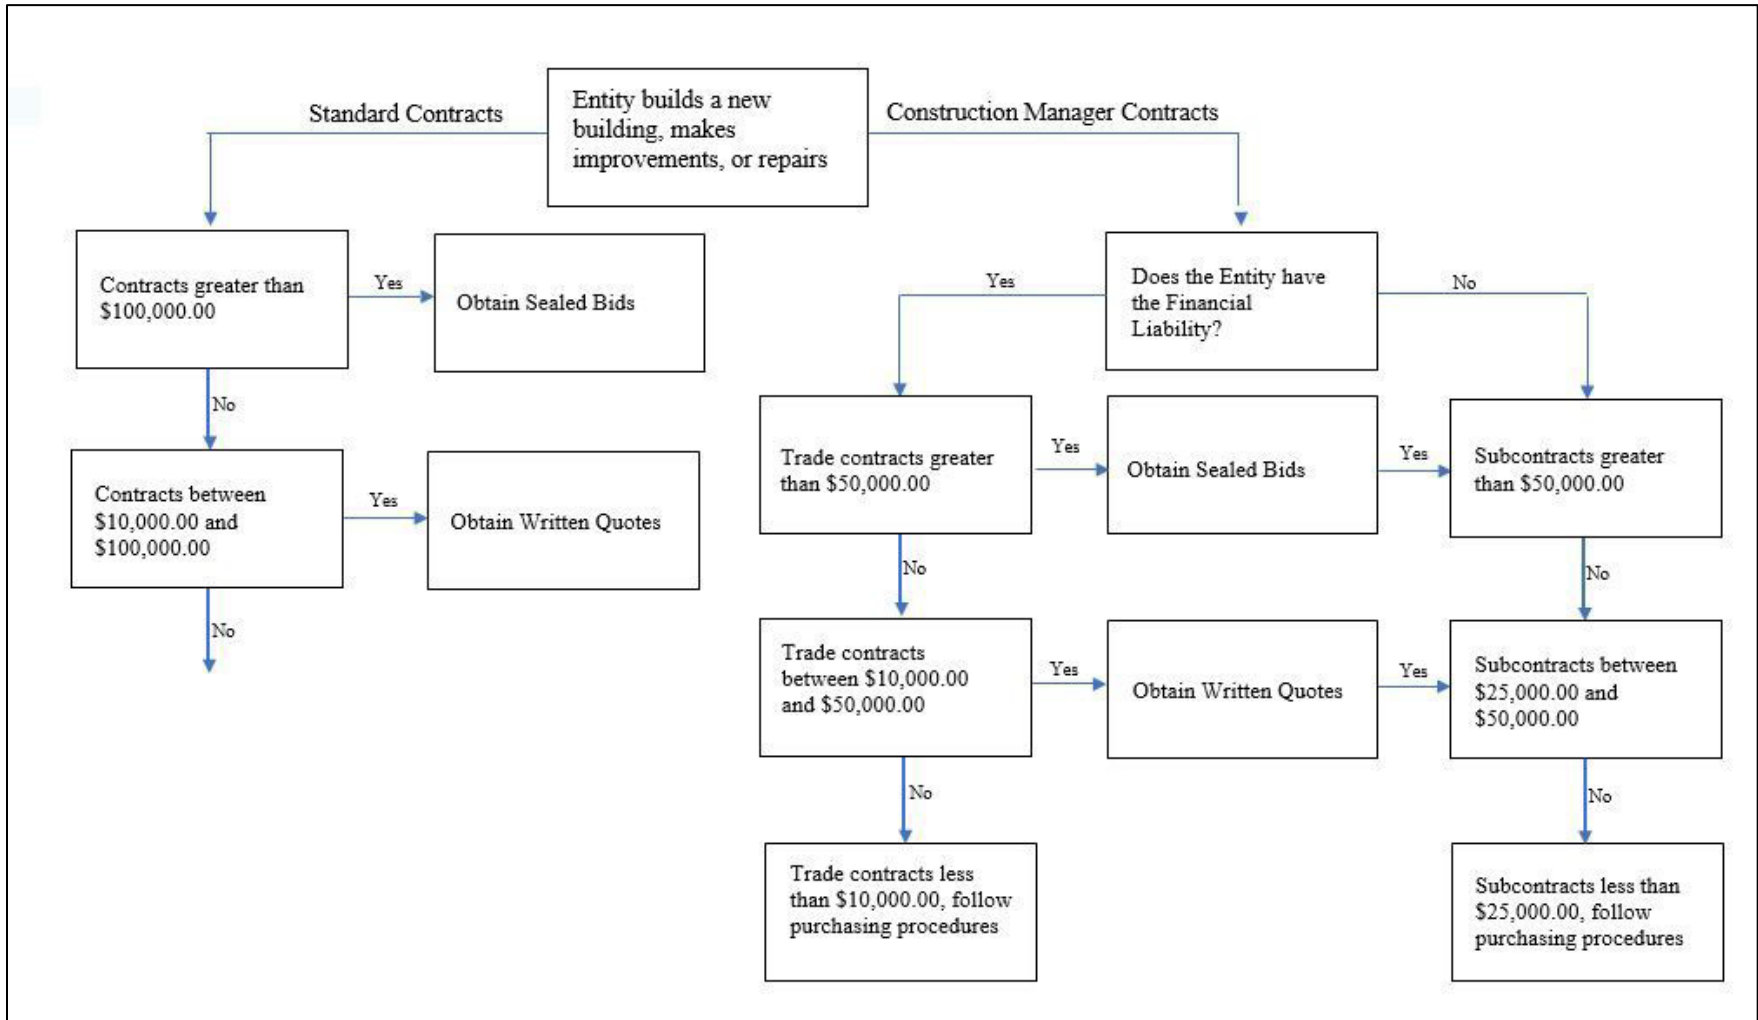 Standard Contracts
Entity builds a new
building, makes
improvements, or repairs
Construction Manager Contracts
Contracts greater than
$100,000.00
Yes
Obtain Sealed Bids
No
Contracts between
$10,000.00 and
$100,000.00
Yes
Obtain Written Quotes
No
Does the Entity have
the Financial
Liability?
Yes
No
Trade contracts greater
than $50,000.00
Yes
Obtain Sealed Bids
Yes
Subcontracts greater
than $50,000.00
No
No
Trade contracts
between $10,000.00
and $50,000.00
Yes
Obtain Written Quotes
Yes
Subcontracts between
$25,000.00 and
$50,000.00
No
No
Trade contracts less
than $10,000.00, follow
purchasing procedures
Subcontracts less than
$25,000.00, follow
purchasing procedures